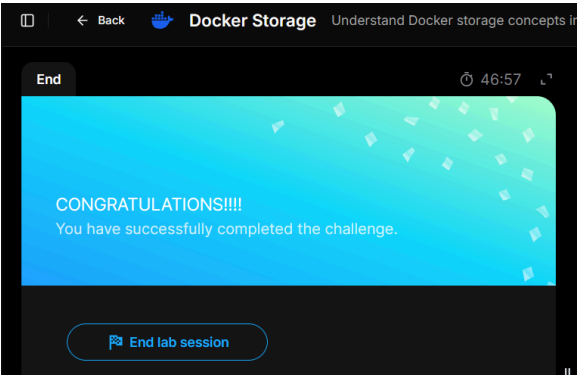 Back Docker Storage Understand Docker storage concepts
End 46:57
CONGRATULATIONS!!!!
You have successfully completed the challenge.
End lab session